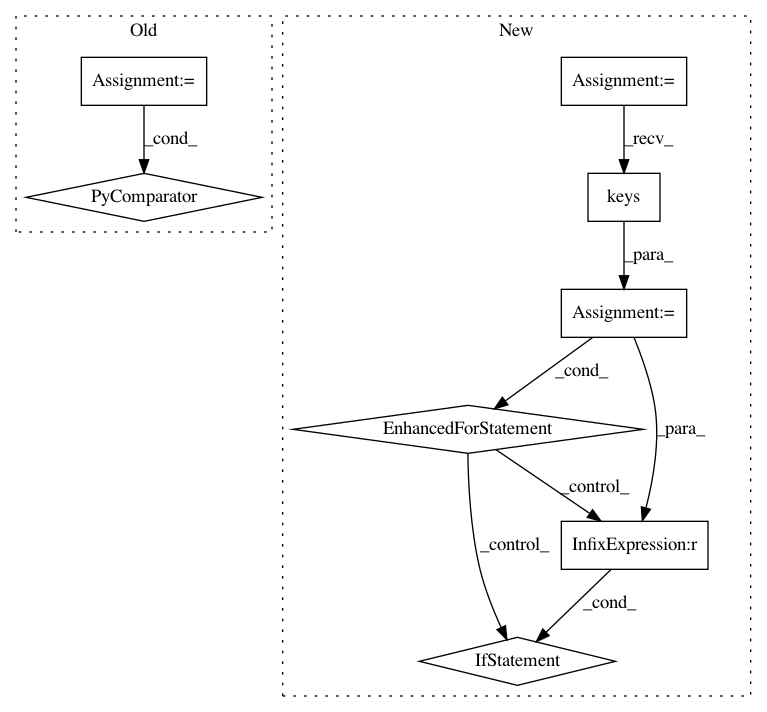 Old
New
Assignment:=
Assignment:=
_cond_
_recv_
PyComparator
keys
_para_
Assignment:=
_cond_
EnhancedForStatement
_para_
_control_
_control_
InfixExpression:r
_cond_
IfStatement